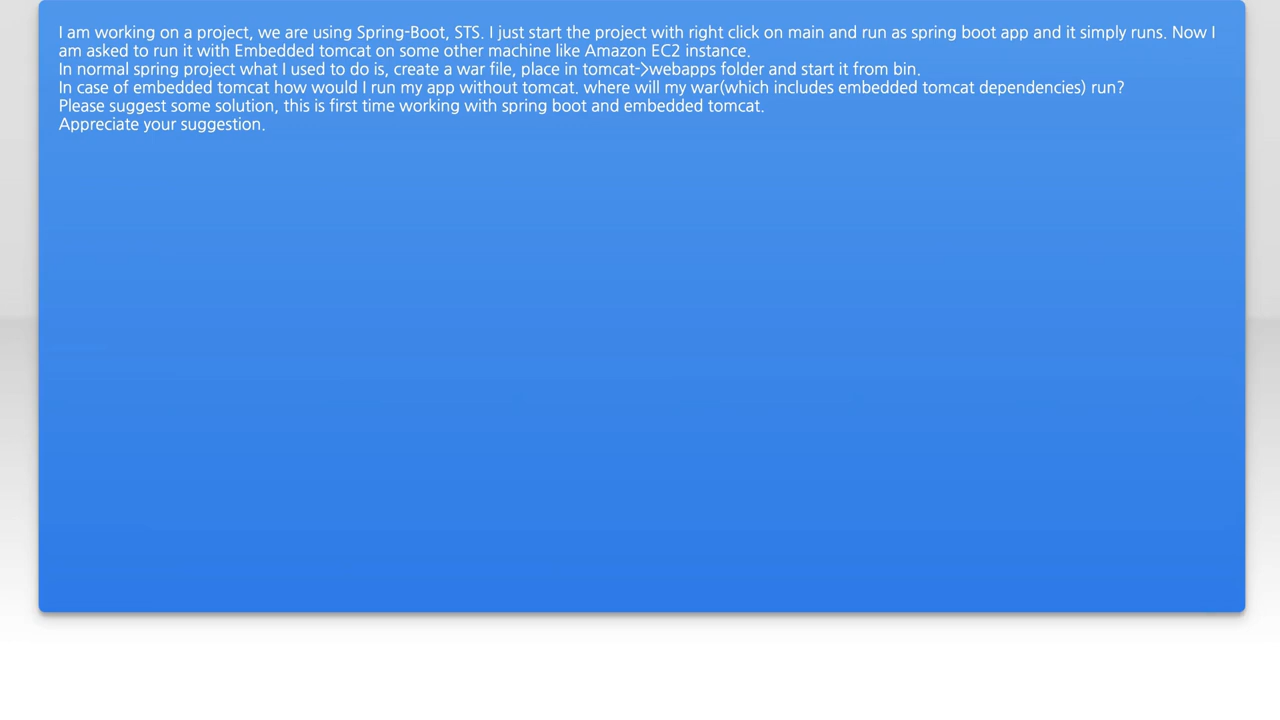 I am working on a project, we are using Spring-Boot, STS. I just start the project with right click on main and run as spring boot app and it simply runs. Now I
am asked to run it with Embedded tomcat on some other machine like Amazon EC2 instance.
In normal spring project what I used to do is, create a war file, place in tomcat->webapps folder and start it from bin.
In case of embedded tomcat how would I run my app without tomcat. where will my war(which includes embedded tomcat dependencies) run?
Please suggest some solution, this is first time working with spring boot and embedded tomcat.
Appreciate your suggestion.